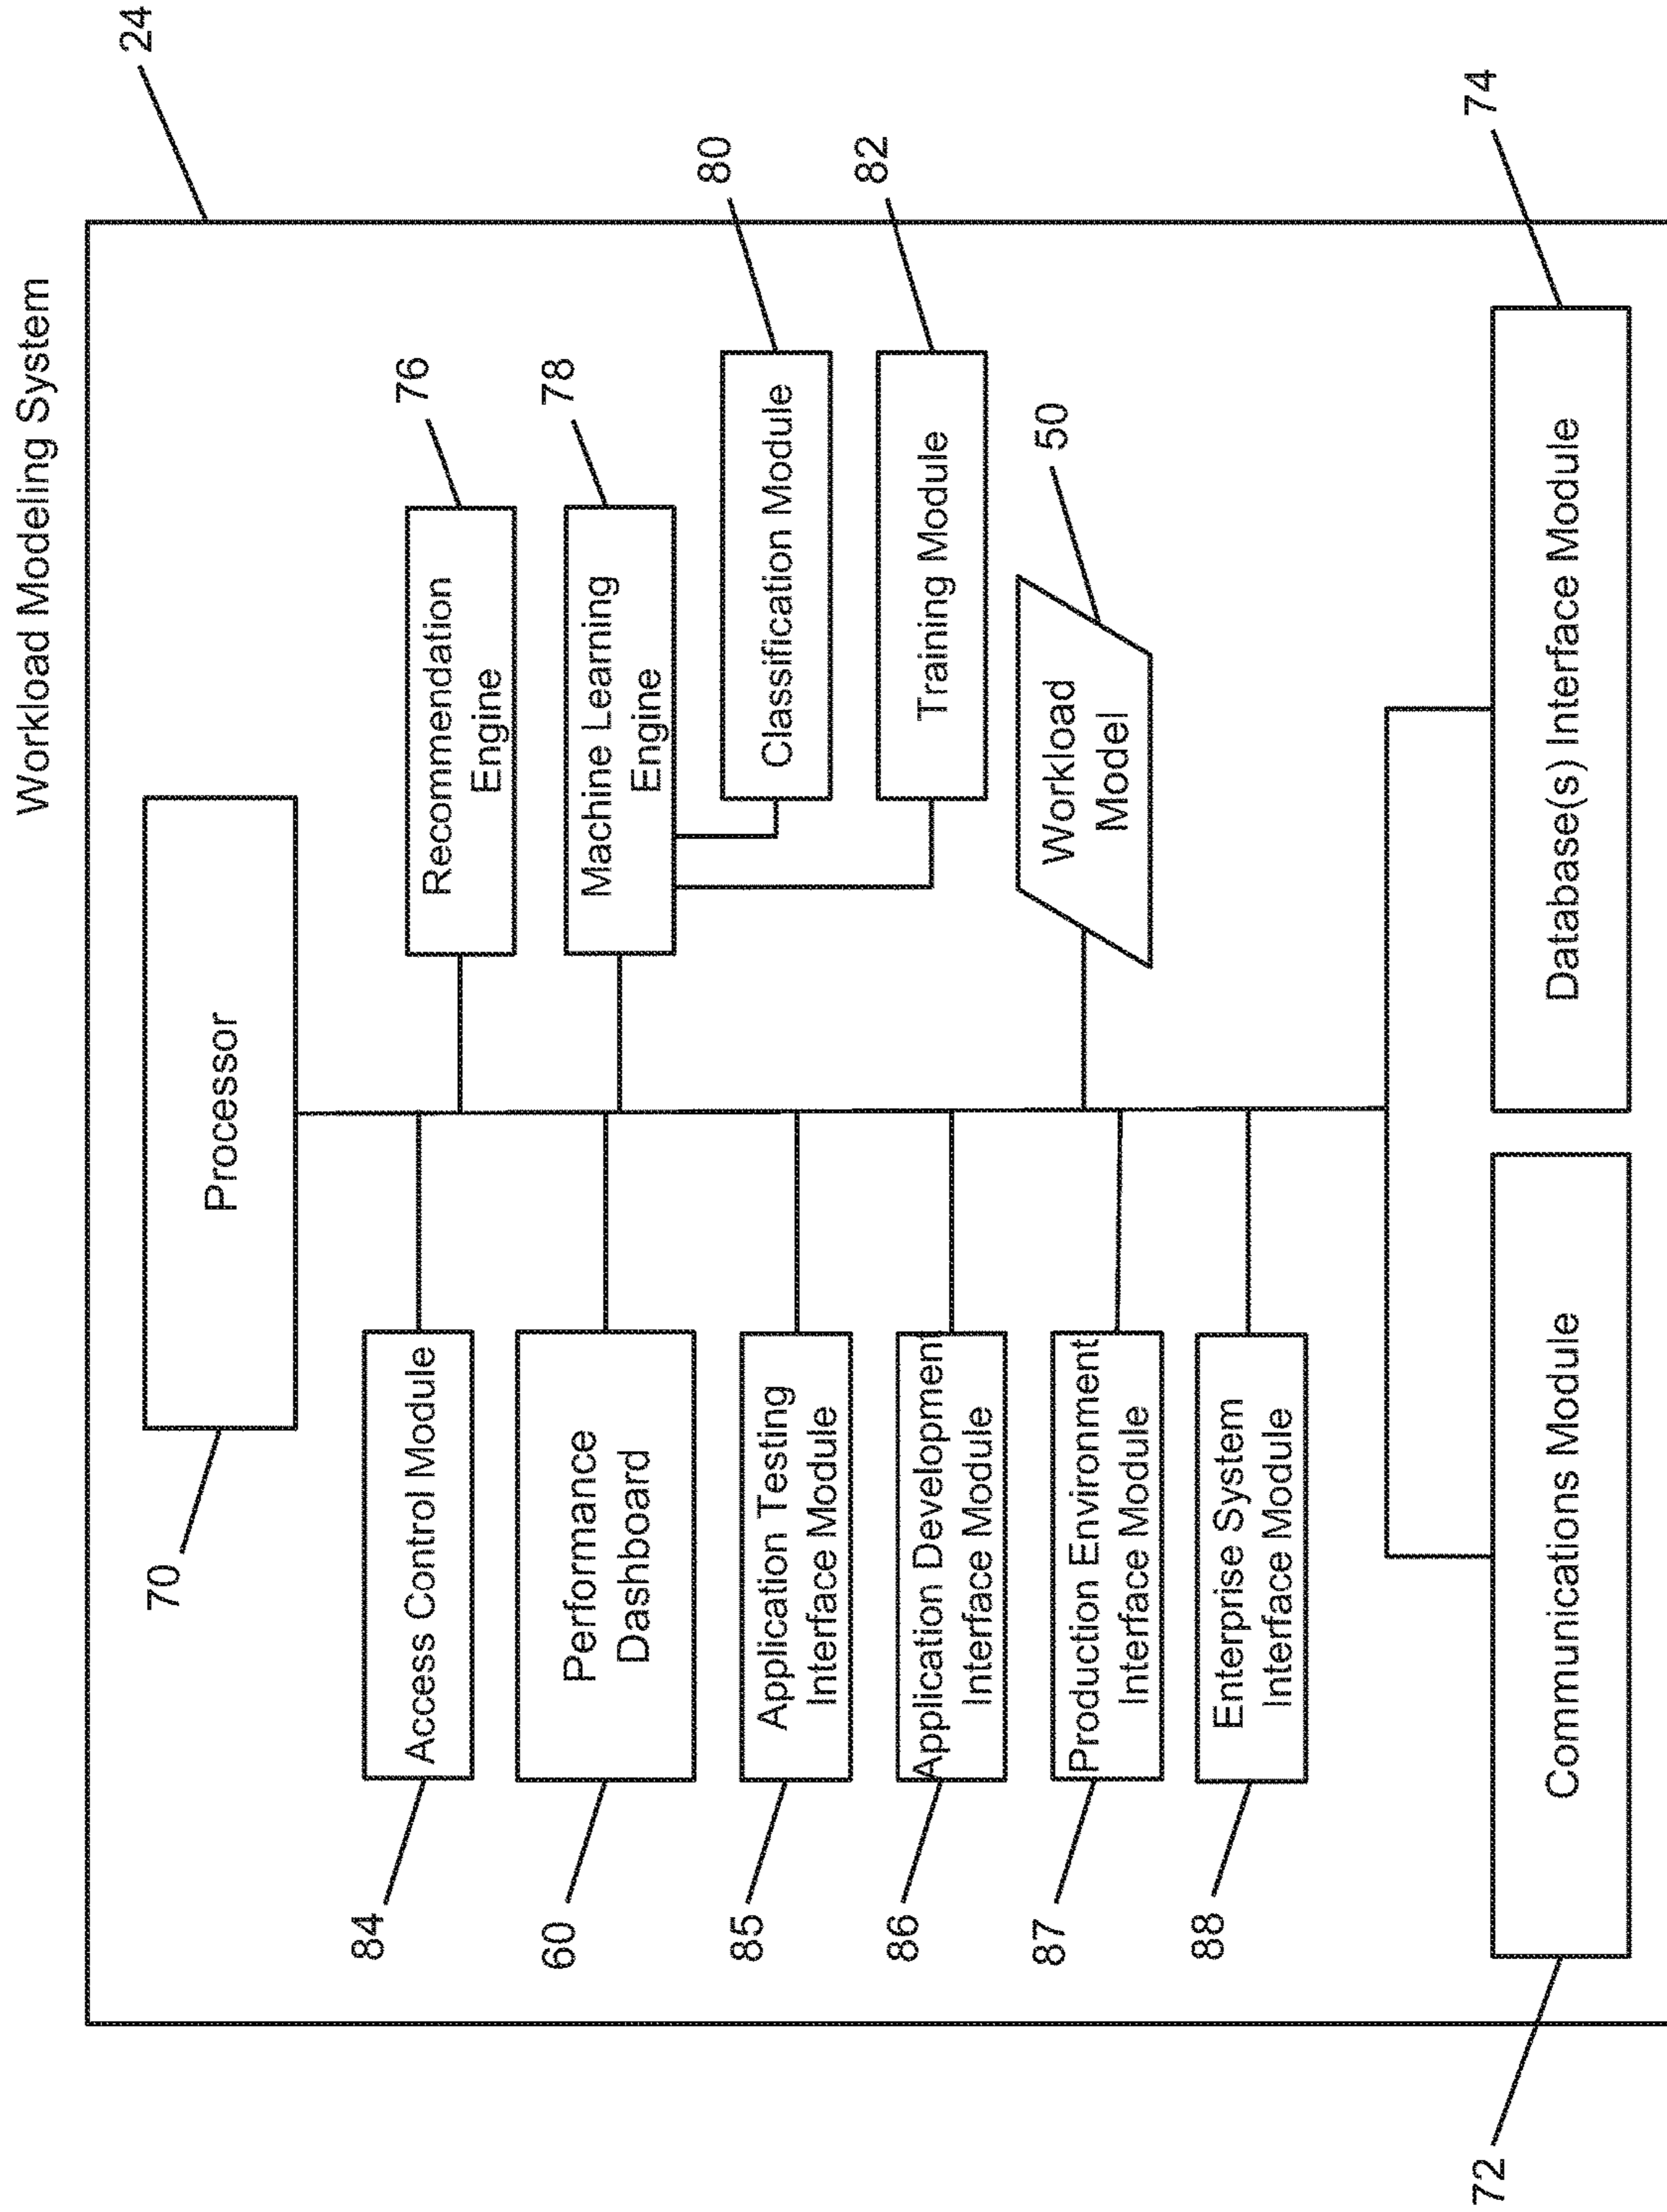 Workload Modeling System
24
Processor
70
Recommendation
Engine
76
Machine Learning
Engine
78
Classification Module
80
Training Module
82
Workload
Model
50
Access Control Module
84
Performance
Dashboard
60
Application Testing
Interface Module
85
Application Development
Interface Module
86
Production Environment
Interface Module
87
Enterprise System
Interface Module
88
Communications Module
72
Database(s) Interface Module
74